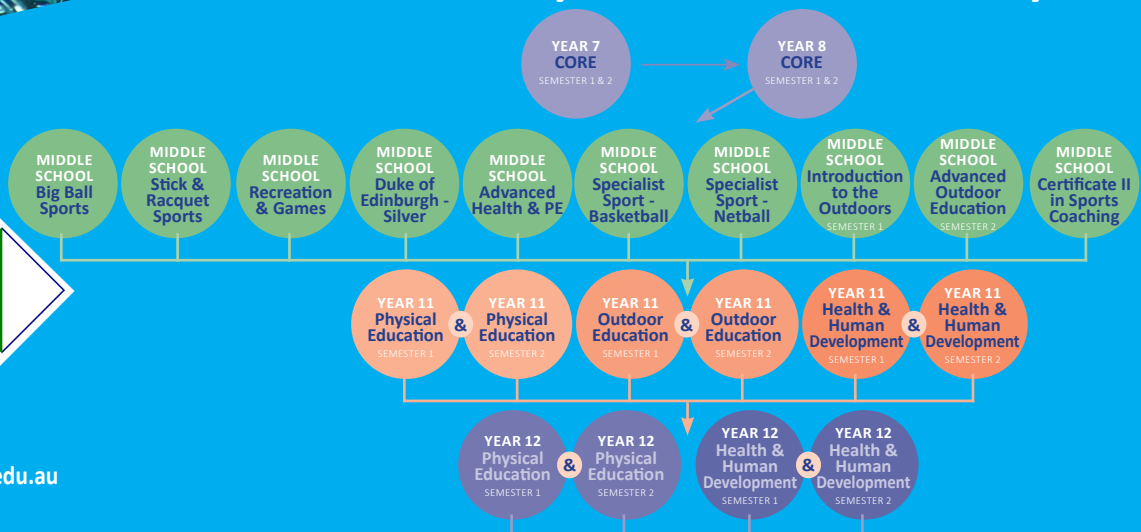 YEAR 7
CORE
SEMESTER 1 & 2
YEAR 8
CORE
SEMESTER 1 & 2
MIDDLE
SCHOOL
Big Ball
Sports
MIDDLE
SCHOOL
Stick &
Racquet
Sports
MIDDLE
SCHOOL
Recreation
& Games
MIDDLE
SCHOOL
Duke of
Edinburgh -
Silver
MIDDLE
SCHOOL
Advanced
Health & PE
MIDDLE
SCHOOL
Specialist
Sport -
Basketball
MIDDLE
SCHOOL
Specialist
Sport -
Netball
MIDDLE
SCHOOL
Introduction
to the
Outdoors
SEMESTER 1
MIDDLE
SCHOOL
Advanced
Outdoor
Education
SEMESTER 2
MIDDLE
SCHOOL
Certificate II
in Sports
Coaching
YEAR 11
Physical
Education
SEMESTER 1
&
YEAR 11
Physical
Education
SEMESTER 2
YEAR 11
Outdoor
Education
SEMESTER 1
&
YEAR 11
Outdoor
Education
SEMESTER 2
YEAR 11
Health &
Human
Development
SEMESTER 1
&
YEAR 11
Health &
Human
Development
SEMESTER 2
YEAR 12
Physical
Education
SEMESTER 1
&
YEAR 12
Physical
Education
SEMESTER 2
YEAR 12
Health &
Human
Development
SEMESTER 1
&
YEAR 12
Health &
Human
Development
SEMESTER 2
edu.au